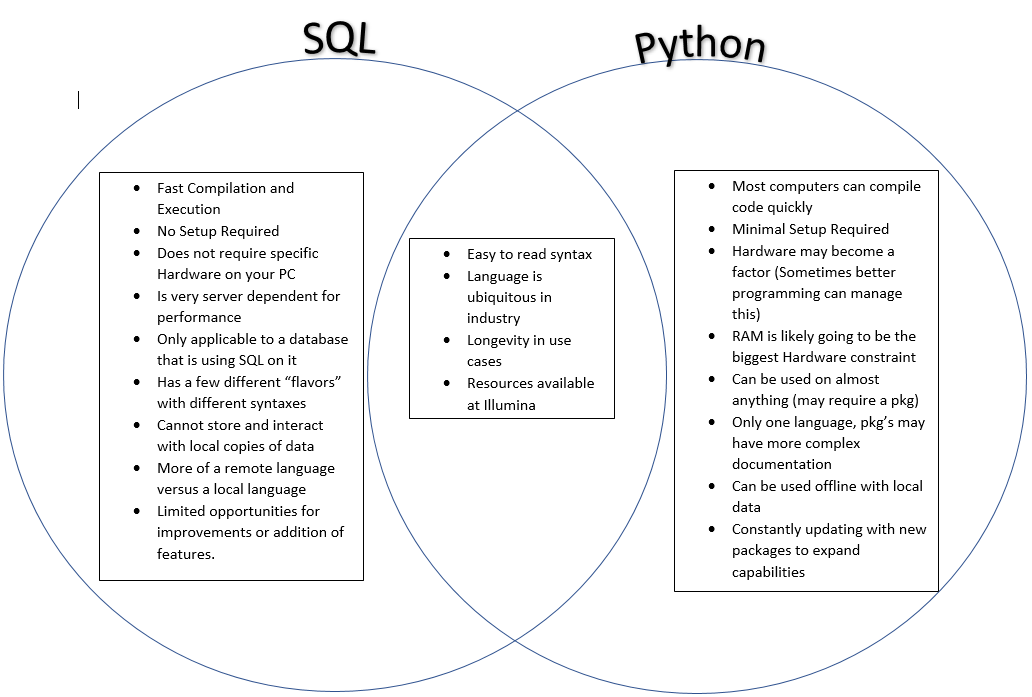 SQL
Python
• Fast Compilation and
Execution
• No Setup Required
• Does not require specific
Hardware on your PC
• Is very server dependent for
performance
• Only applicable to a database
that is using SQL on it
• Has a few different “flavors”
with different syntaxes
• Cannot store and interact
with local copies of data
• More of a remote language
versus a local language
• Limited opportunities for
improvements or addition of
features.
• Easy to read syntax
• Language is
ubiquitous in
industry
• Longevity in use
cases
• Resources available
at Illumina
• Most computers can compile
code quickly
• Minimal Setup Required
• Hardware may become a
factor (Sometimes better
programming can manage
this)
• RAM is likely going to be the
biggest Hardware constraint
• Can be used on almost
anything (may require a pkg)
• Only one language, pkg’s may
have more complex
documentation
• Can be used offline with local
data
• Constantly updating with new
packages to expand
capabilities